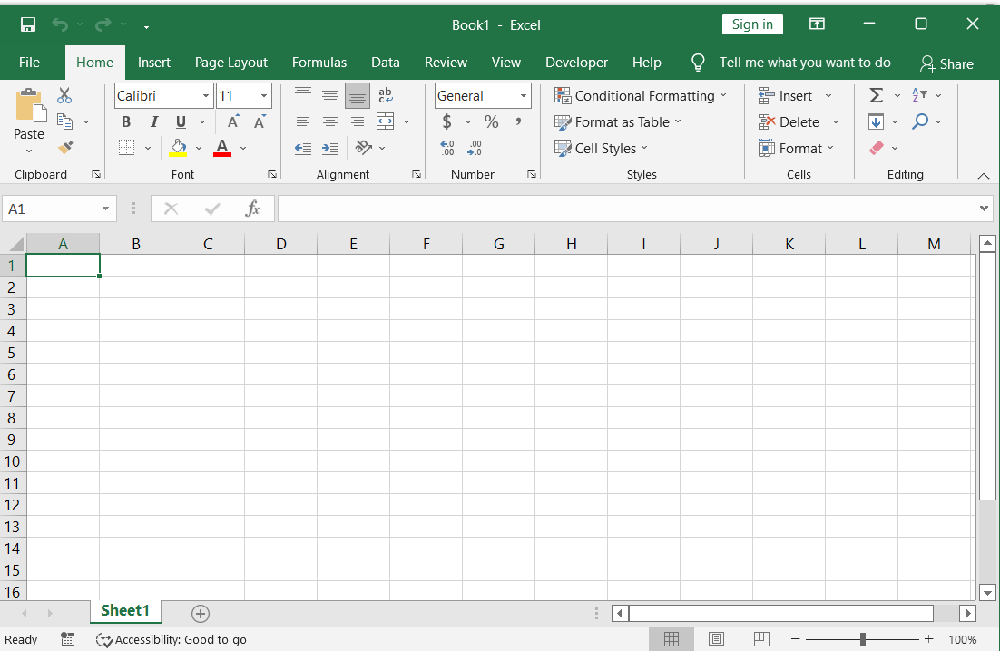 Book1 - Excel
Sign in
File Home Insert Page Layout Formulas Data Review View Developer Help Tell me what you want to do Share
Calibri 11 ab General Conditional Formatting Insert Σ
Paste B I U A A $ % , Format as Table Delete
A Cell Styles Format
Clipboard Font Alignment Number Styles Cells Editing
A1 fx
A B C D E F G H I J K L M
1
2
3
4
5
6
7
8
9
10
11
12
13
14
15
16
Sheet1
Ready Accessibility: Good to go 100%